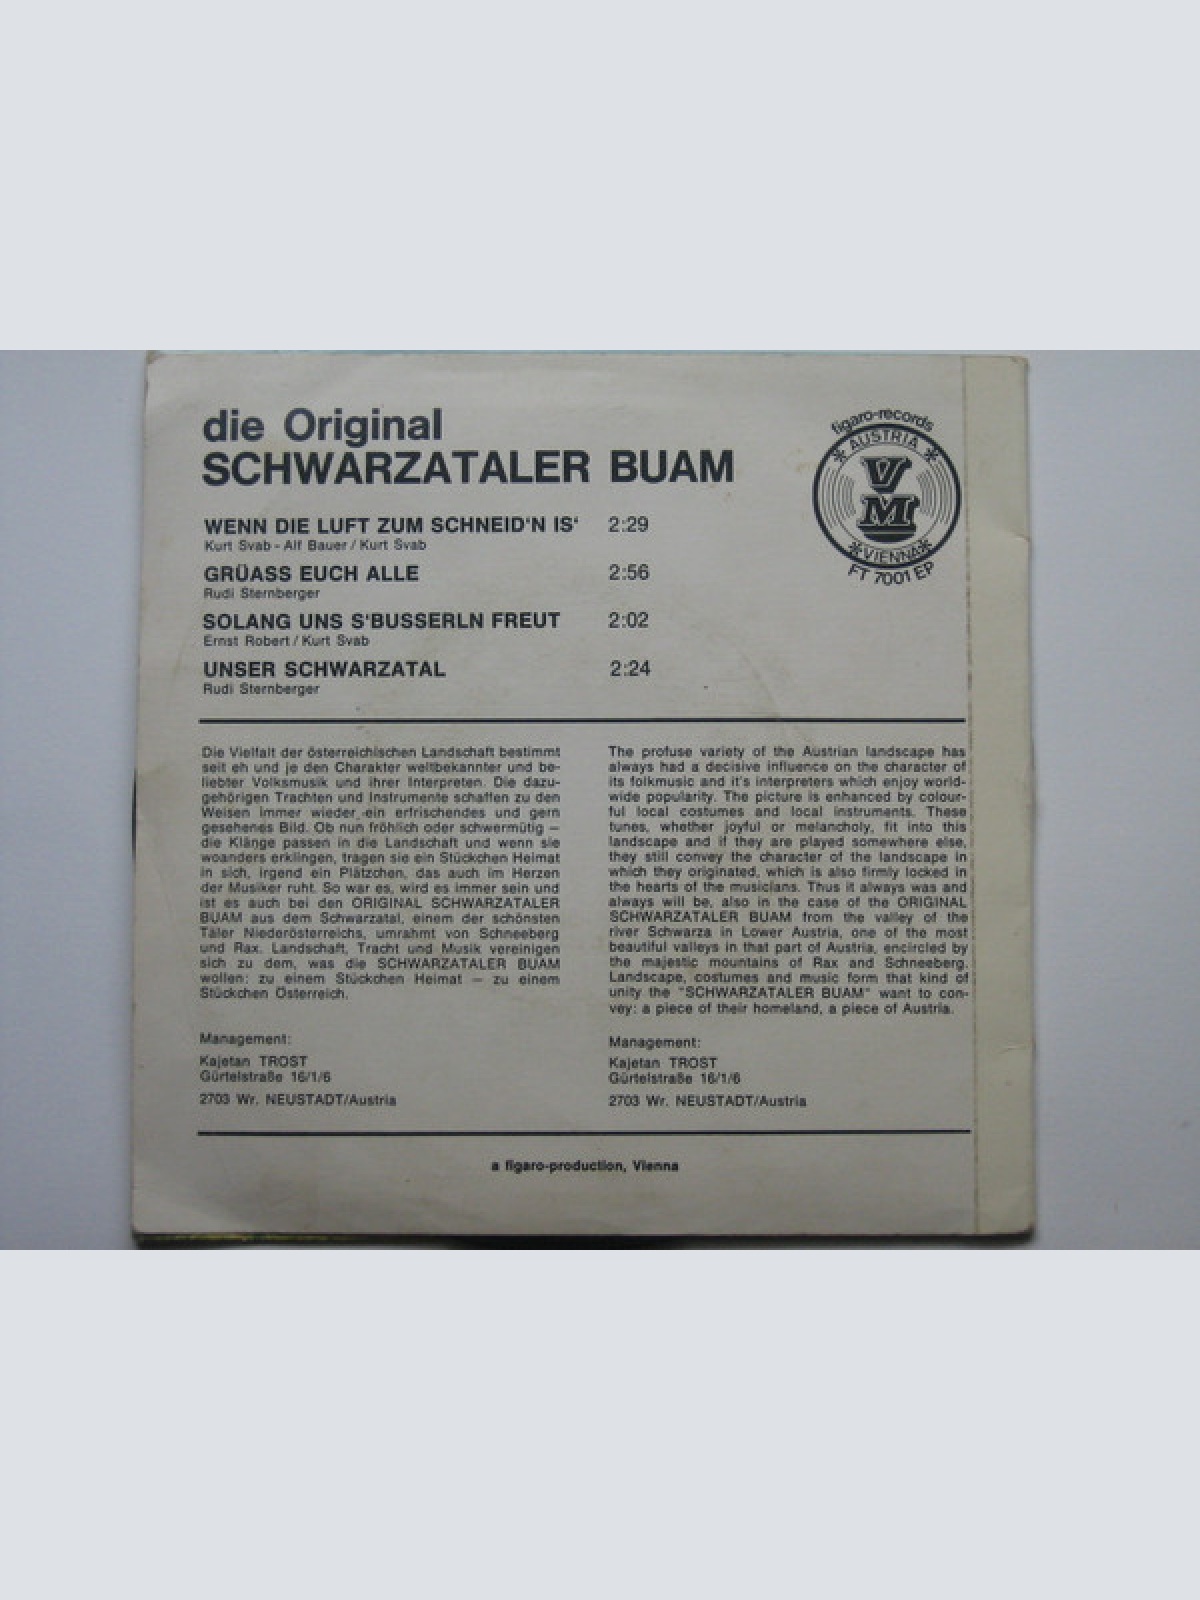 die Original
SCHWARZATALER BUAM
figaro-records
AUSTRIA
VM
VIENNA
FT 7001 EP
WENN DIE LUFT ZUM SCHNEID'N IS' 2:29
Kurt Svab - Alf Bauer / Kurt Svab
GRÜASS EUCH ALLE 2:56
Rudi Sternberger
SOLANG UNS S'BUSSERLN FREUT 2:02
Ernst Robert / Kurt Svab
UNSER SCHWARZATAL 2:24
Rudi Sternberger
Die Vielfalt der österreichischen Landschaft bestimmt
seit eh und je den Charakter weltbekannter und be-
liebter Volksmusik und ihrer Interpreten. Die dazu-
gehörigen Trachten und Instrumente schaffen zu den
Weisen immer wieder ein erfrischendes und gern
gesehenes Bild. Ob nun fröhlich oder schwermütig —
die Klänge passen in die Landschaft und wenn sie
woanders erklingen, tragen sie ein Stückchen Heimat
in sich, irgend ein Plätzchen, das auch im Herzen
der Musiker ruht. So war es, wird es immer sein und
ist es auch bei den ORIGINAL SCHWARZATALER
BUAM aus dem Schwarzatal, einem der schönsten
Täler Niederösterreichs, umrahmt von Schneeberg
und Rax. Landschaft, Tracht und Musik vereinigen
sich zu dem, was die SCHWARZATALER BUAM
wollen: zu einem Stückchen Heimat — zu einem
Stückchen Österreich.
Management:
Kajetan TROST
Gürtelstraße 16/1/6
2703 Wr. NEUSTADT/Austria
The profuse variety of the Austrian landscape has
always had a decisive influence on the character of
its folkmusic and it's interpreters which enjoy world-
wide popularity. The picture is enhanced by colour-
ful local costumes and local instruments. These
tunes, whether joyful or melancholy, fit into this
landscape and if they are played somewhere else,
they still convey the character of the landscape in
which they originated, which is also firmly locked in
the hearts of the musicians. Thus it always was and
always will be, also in the case of the ORIGINAL
SCHWARZATALER BUAM from the valley of the
river Schwarza in Lower Austria, one of the most
beautiful valleys in that part of Austria, encircled by
the majestic mountains of Rax and Schneeberg.
Landscape, costumes and music form that kind of
unity the "SCHWARZATALER BUAM" want to con-
vey: a piece of their homeland, a piece of Austria.
Management:
Kajetan TROST
Gürtelstraße 16/1/6
2703 Wr. NEUSTADT/Austria
a figaro-production, Vienna